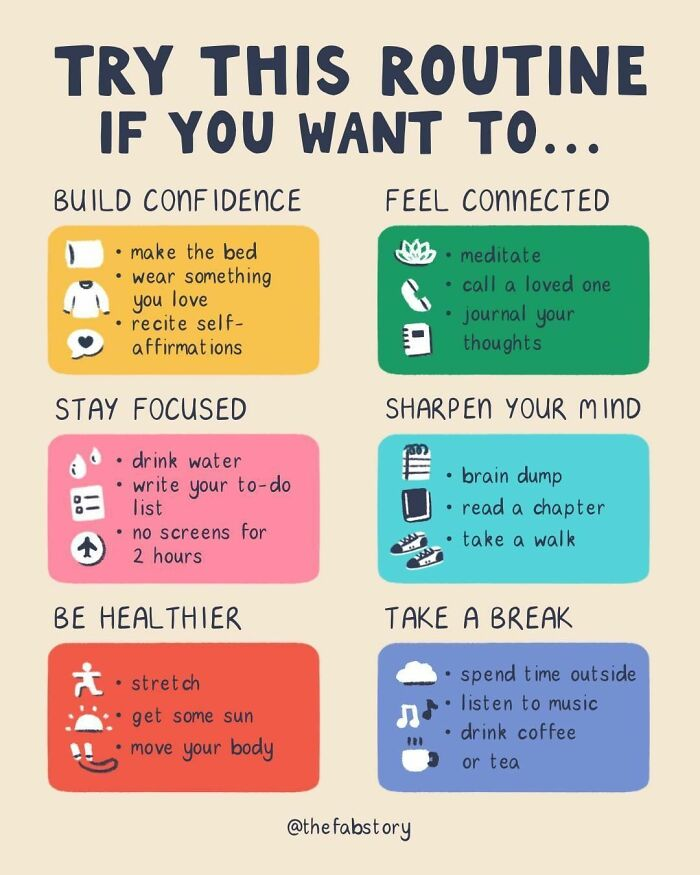 TRY THIS ROUTINE
IF YOU WANT TO...
BUILD CONFIDENCE
• make the bed
• wear something
you love
• recite self-
affirmations
FEEL CONNECTED
• meditate
• call a loved one
• journal your
thoughts
STAY FOCUSED
• drink water
• write your to-do
list
• no screens for
2 hours
SHARPEN YOUR MIND
• brain dump
• read a chapter
• take a walk
BE HEALTHIER
• stretch
• get some sun
• move your body
TAKE A BREAK
• spend time outside
• listen to music
• drink coffee
or tea
@thefabstory